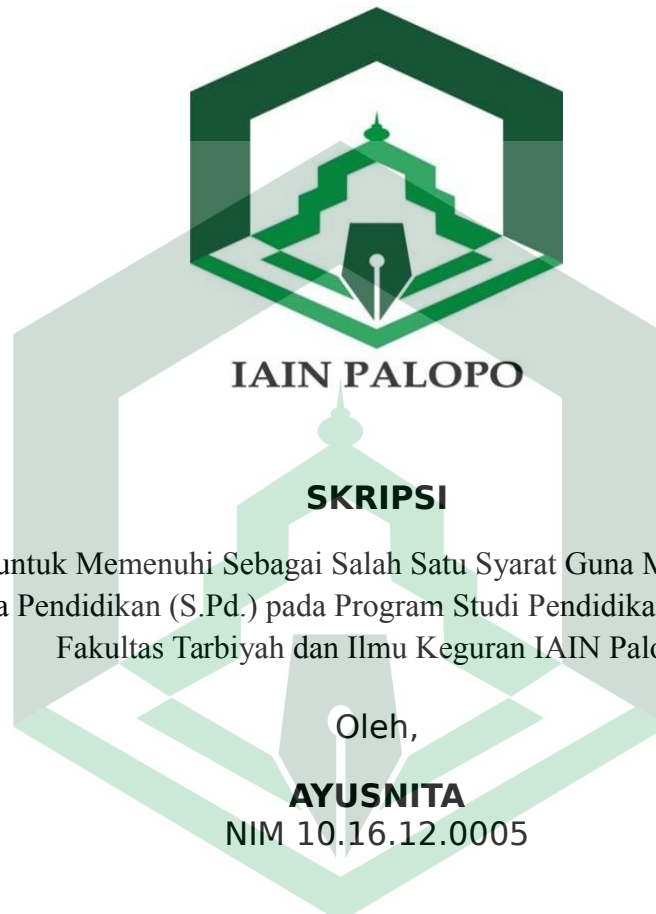 IAIN PALOPO
SKRIPSI
untuk Memenuhi Sebagai Salah Satu Syarat Guna M
a Pendidikan (S.Pd.) pada Program Studi Pendidika
Fakultas Tarbiyah dan Ilmu Keguran IAIN Palo
Oleh,
AYUSNITA
NIM 10.16.12.0005